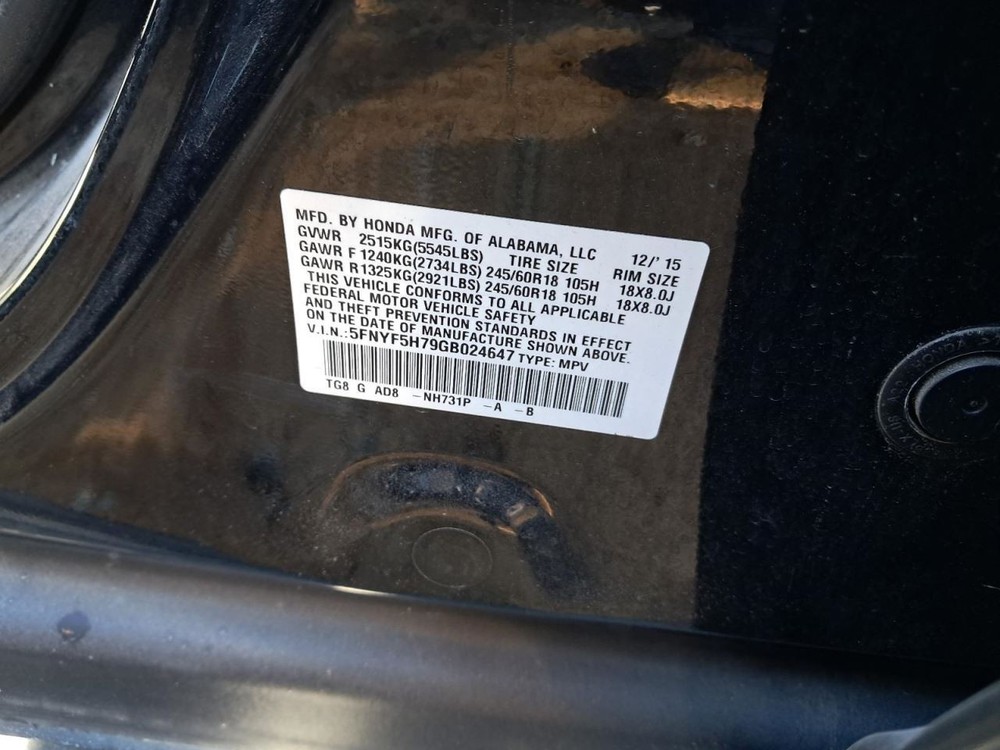 MFD. BY HONDA MFG. OF ALABAMA, LLC 12/' 15
GVWR 2515KG(5545LBS) TIRE SIZE RIM SIZE
GAWR F 1240KG(2734LBS) 245/60R18 105H 18X8.0J
GAWR R1325KG(2921LBS) 245/60R18 105H 18X8.0J
THIS VEHICLE CONFORMS TO ALL APPLICABLE
FEDERAL MOTOR VEHICLE SAFETY
AND THEFT PREVENTION STANDARDS IN EFFECT
ON THE DATE OF MANUFACTURE SHOWN ABOVE.
V.I.N.:5FNYF5H79GB024647 TYPE: MPV
TG8 G AD8 -NH731P -A -B